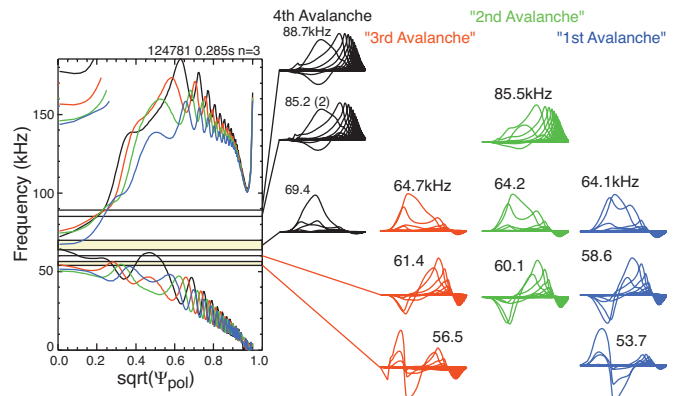 4th Avalanche
"2nd Avalanche"
"3rd Avalanche"
"1st Avalanche"
88.7kHz
124781 0.285s n=3
85.2 (2)
85.5kHz
69.4
64.7kHz
64.2
64.1kHz
61.4
60.1
58.6
56.5
53.7
Frequency (kHz)
150
100
50
0
0.0
0.2
0.4
0.6
0.8
1.0
sqrt(Ψpol)